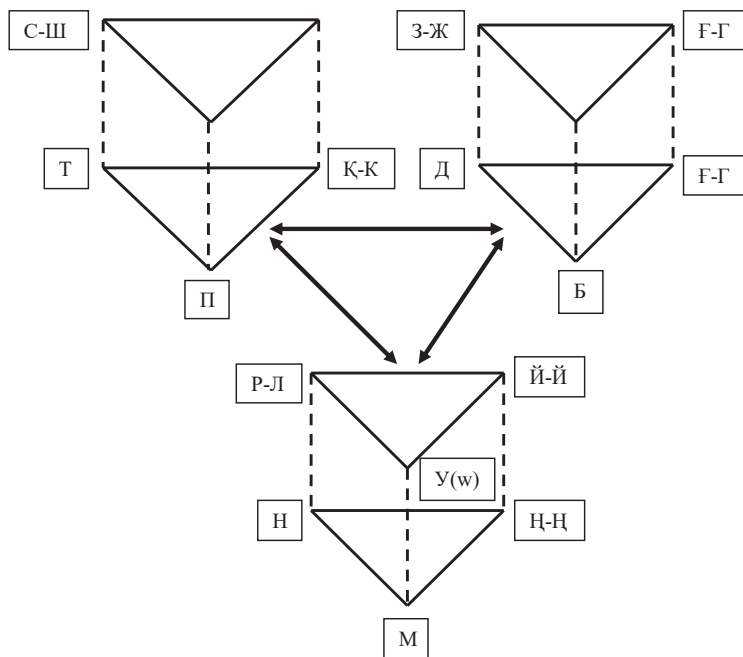 С-Ш
З-Ж
Ғ-Г
Т
Қ-К
Д
Ғ-Г
П
Б
Р-Л
Й-Й
У(w)
Н
Ң-Ң
М